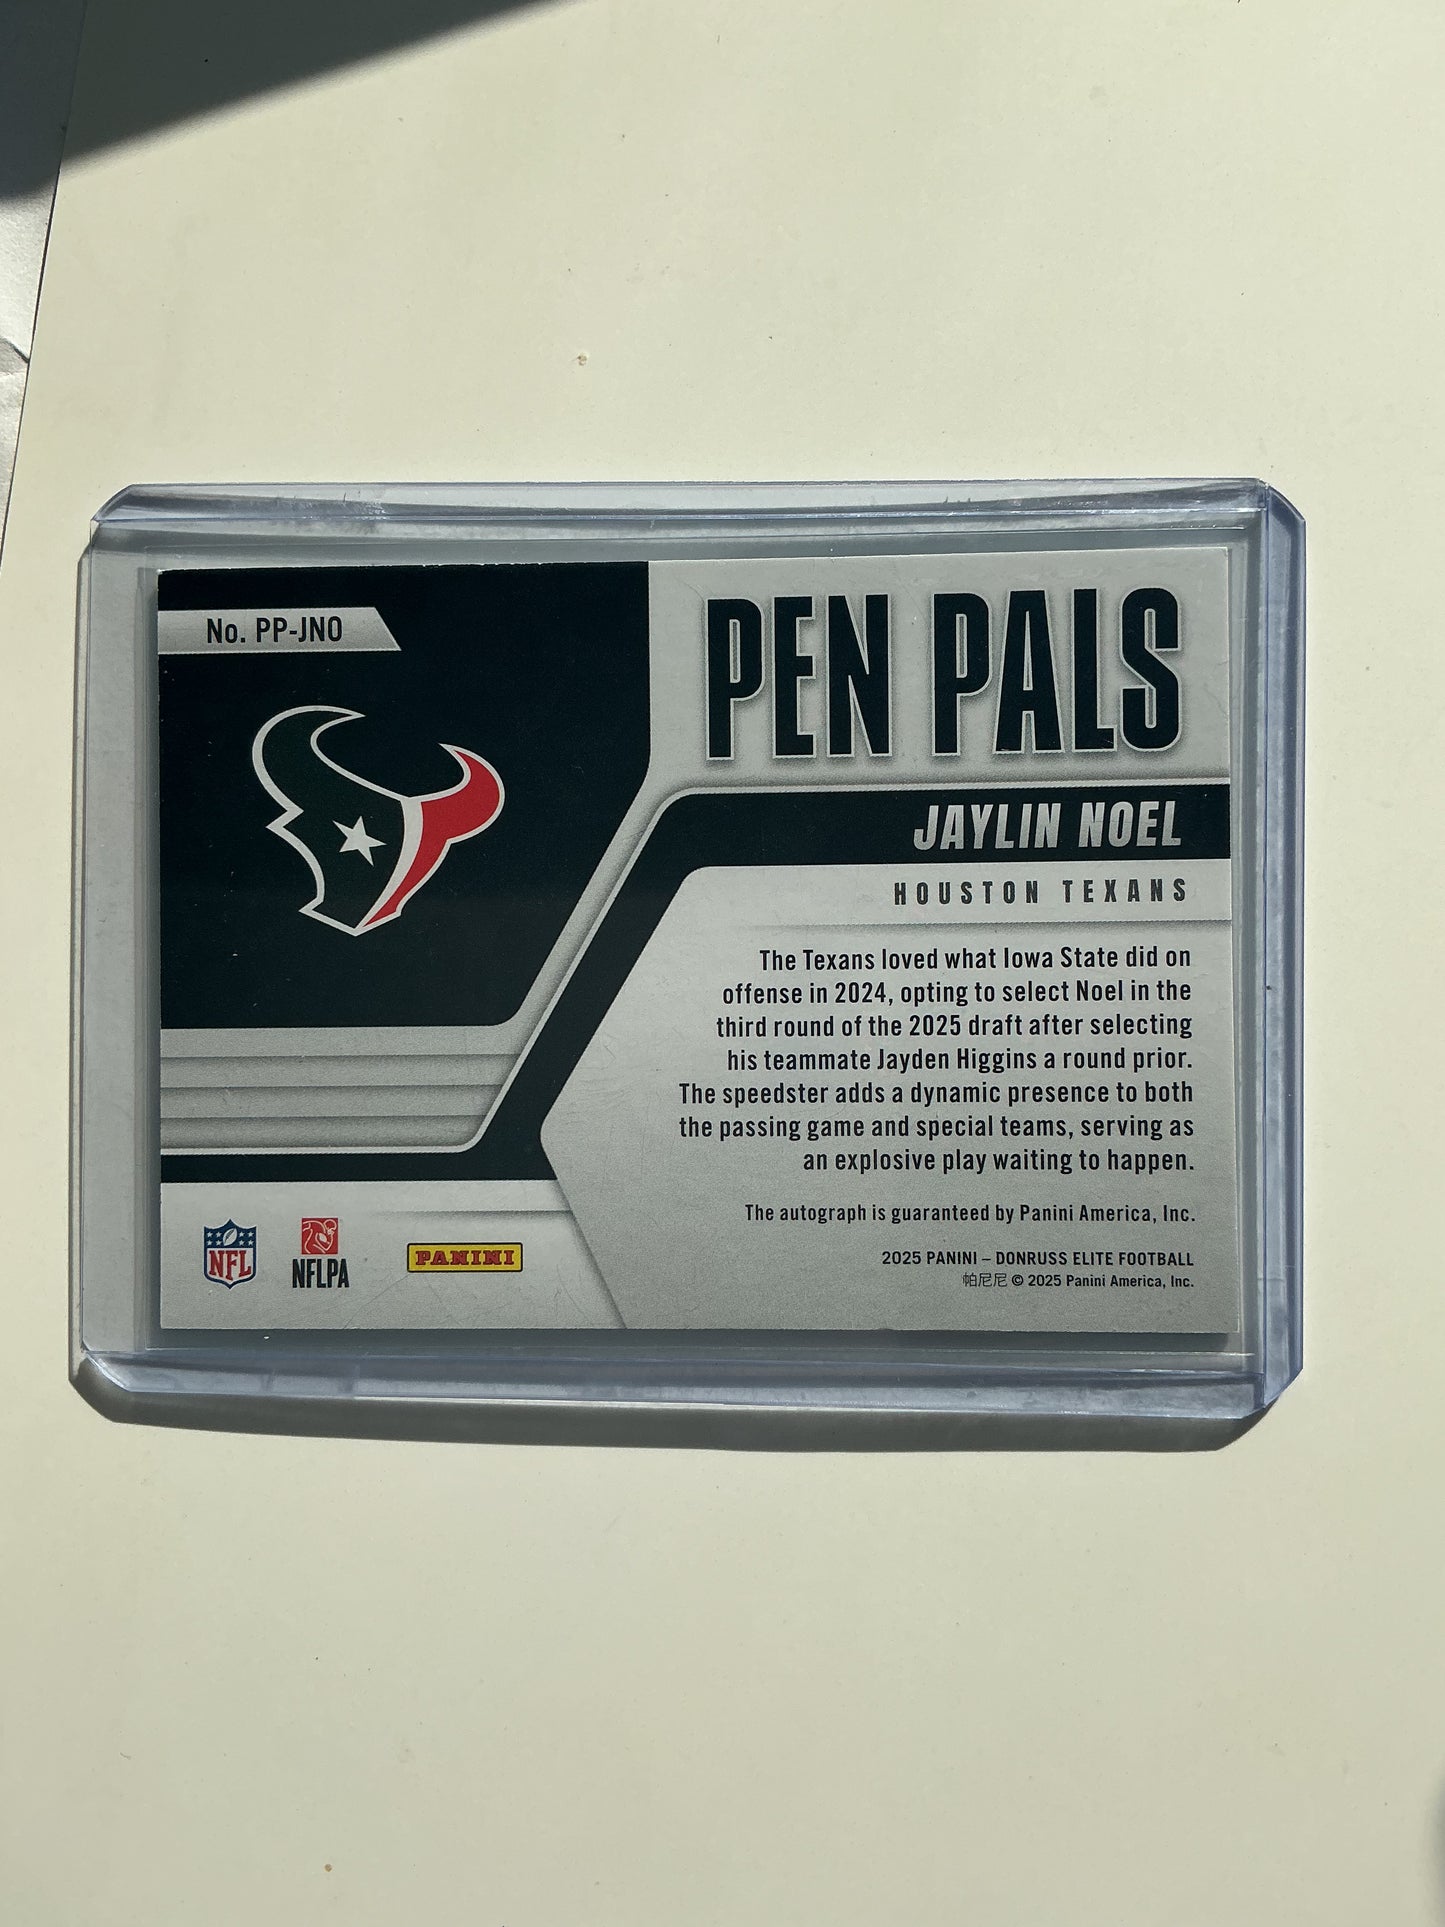 No. PP-JNO
PEN PALS
JAYLIN NOEL
HOUSTON TEXANS
The Texans loved what Iowa State did on
offense in 2024, opting to select Noel in the
third round of the 2025 draft after selecting
his teammate Jayden Higgins a round prior.
The speedster adds a dynamic presence to both
the passing game and special teams, serving as
an explosive play waiting to happen.
The autograph is guaranteed by Panini America, Inc.
2025 PANINI – DONRUSS ELITE FOOTBALL
帕尼尼 © 2025 Panini America, Inc.
NFL
NFLPA
PANINI